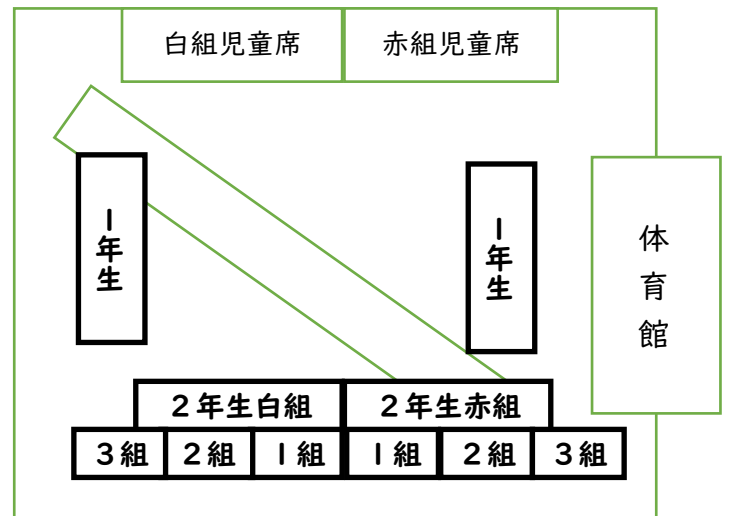 白組児童席
赤組児童席
1年生
1年生
体育館
2年生白組
2年生赤組
3組
2組
1組
1組
2組
3組